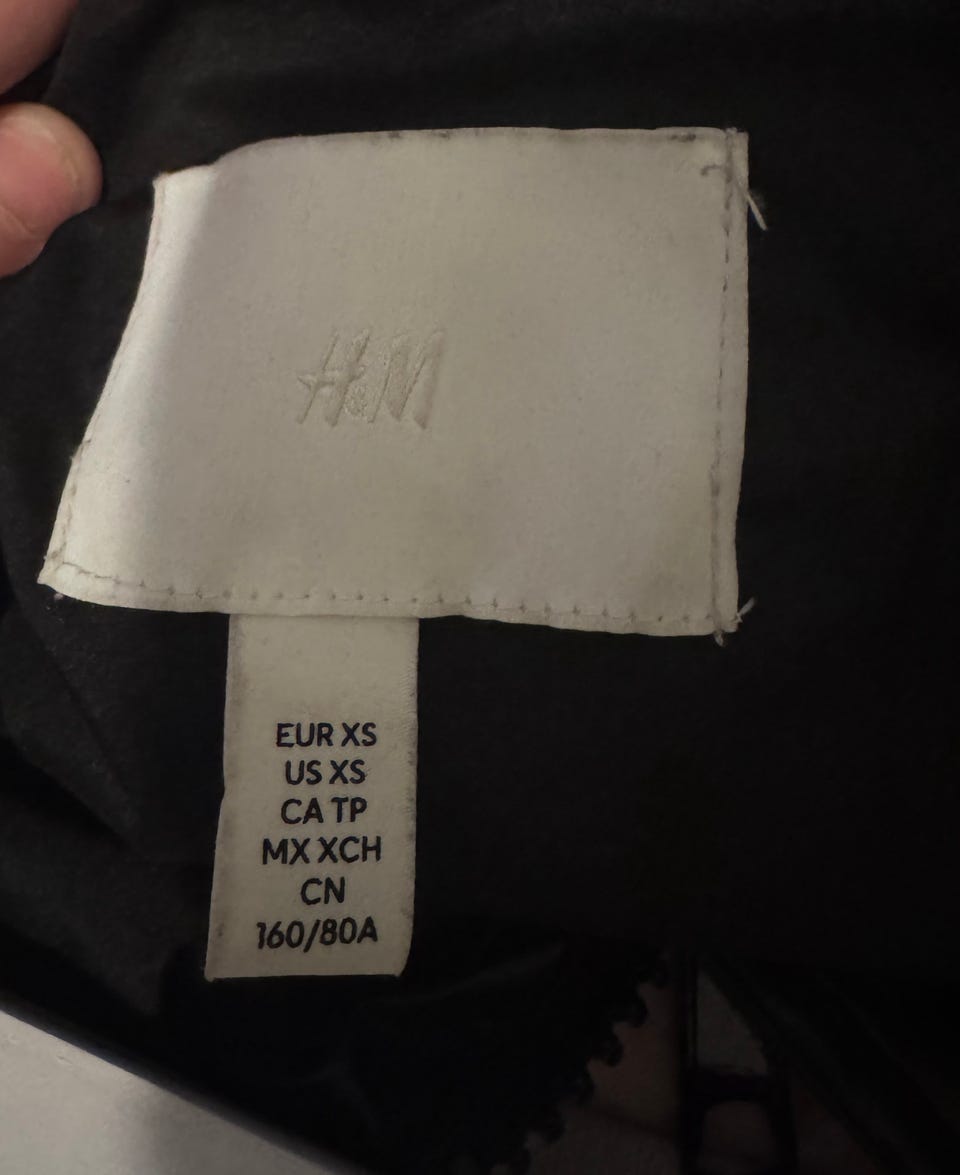 H&M
EUR XS
US XS
CA TP
MX XCH
CN
160/80A